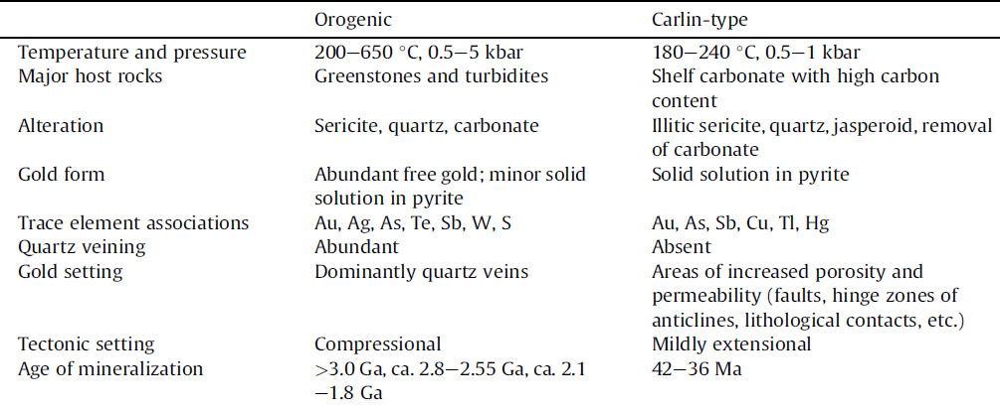 Orogenic Carlin-type
Temperature and pressure 200−650 °C, 0.5−5 kbar 180−240 °C, 0.5−1 kbar
Major host rocks Greenstones and turbidites Shelf carbonate with high carbon
content
Alteration Sericite, quartz, carbonate Illitic sericite, quartz, jasperoid, removal
of carbonate
Gold form Abundant free gold; minor solid Solid solution in pyrite
solution in pyrite
Trace element associations Au, Ag, As, Te, Sb, W, S Au, As, Sb, Cu, Tl, Hg
Quartz veining Abundant Absent
Gold setting Dominantly quartz veins Areas of increased porosity and
permeability (faults, hinge zones of
anticlines, lithological contacts, etc.)
Tectonic setting Compressional Mildly extensional
Age of mineralization >3.0 Ga, ca. 2.8−2.55 Ga, ca. 2.1 42−36 Ma
−1.8 Ga